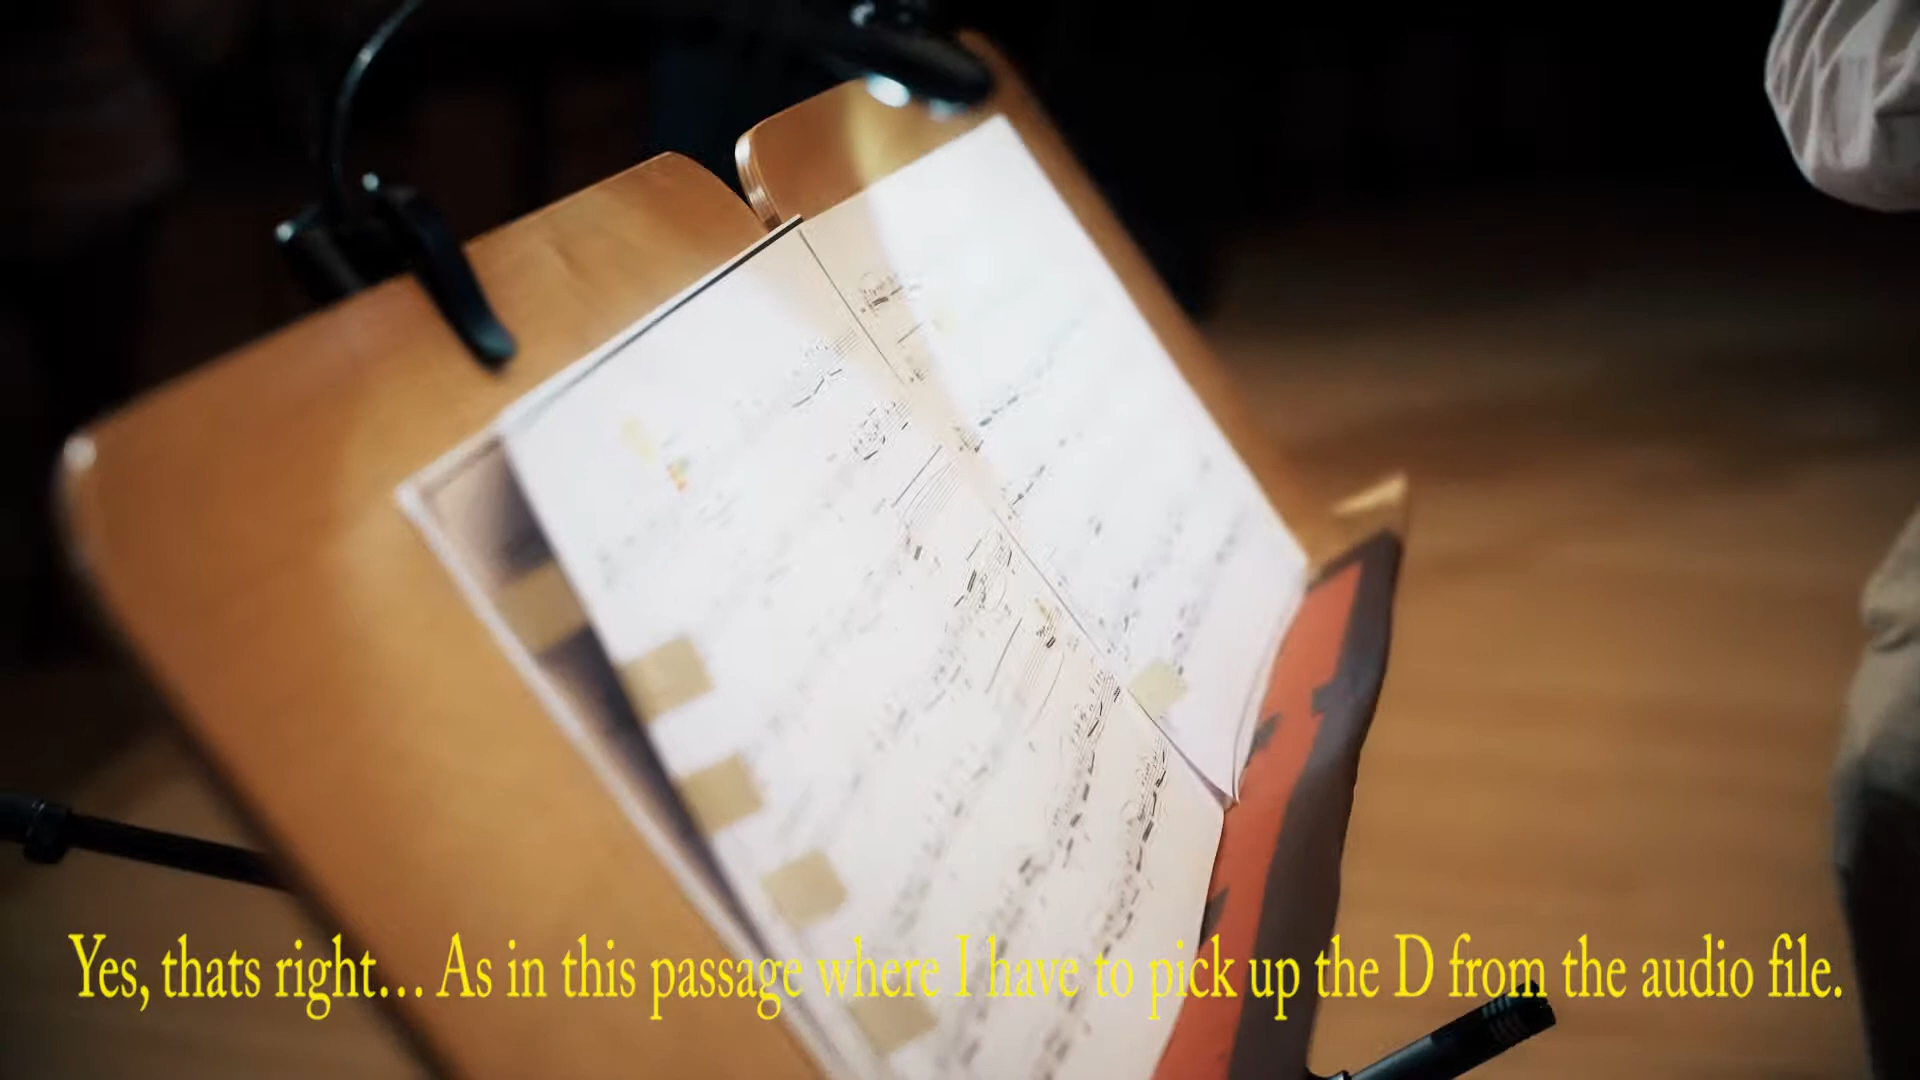 Yes, thats right... As in this passage where I have to pick up the D from the audio file.